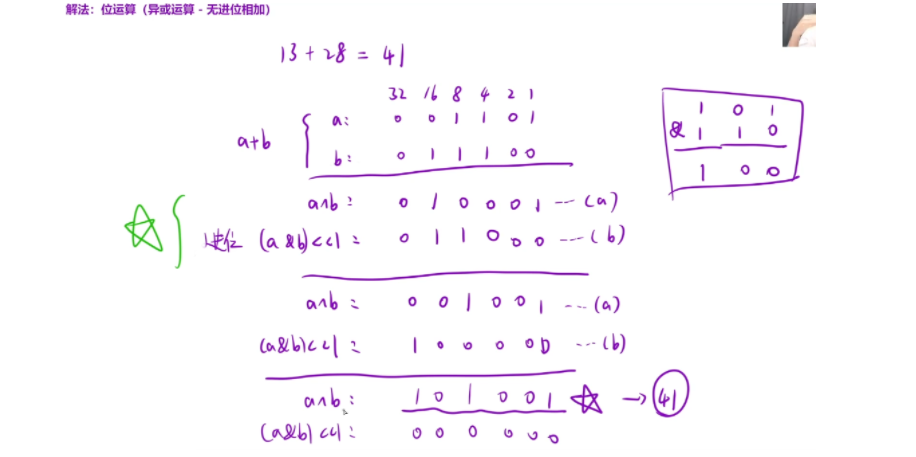 解法：位运算（异或运算 - 无进位相加）
13 + 28 = 41
32 16 8 4 2 1
a: 0 0 1 1 0 1
a+b
b: 0 1 1 1 0 0
a^b: 0 1 0 0 0 1 --- (a)
进位 (a&b)<<1: 0 1 1 0 0 0 --- (b)
a^b: 0 0 1 0 0 1 --- (a)
(a&b)<<1: 1 0 0 0 0 0 --- (b)
a^b: 1 0 1 0 0 1 → 41
(a&b)<<1: 0 0 0 0 0 0
1 0 1
& 1 1 0
1 0 0